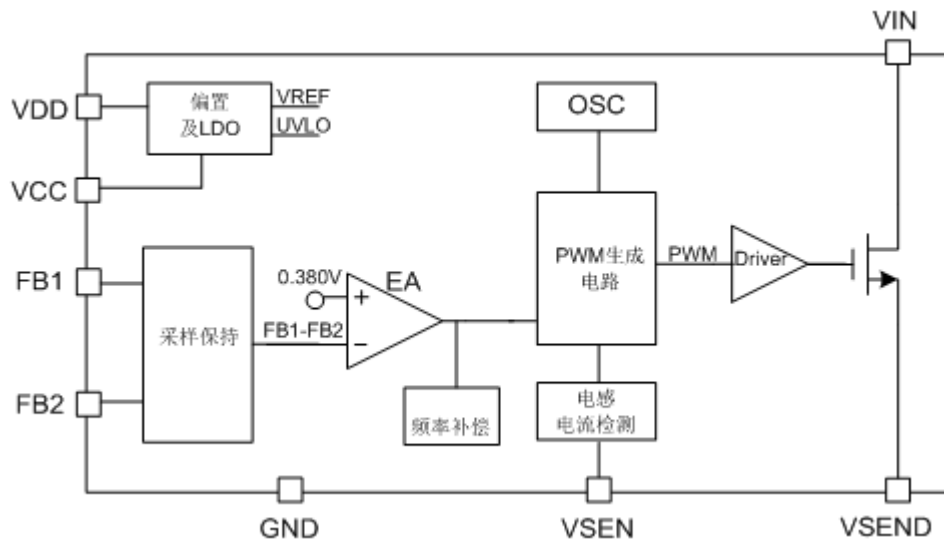 VIN
VDD
偏置
及LDO
VREF
UVLO
OSC
VCC
FB1
采样保持
FB2
0.380V
EA
FB1-FB2
+
−
频率补偿
PWM生成
电路
PWM
Driver
电感
电流检测
GND
VSEN
VSEND